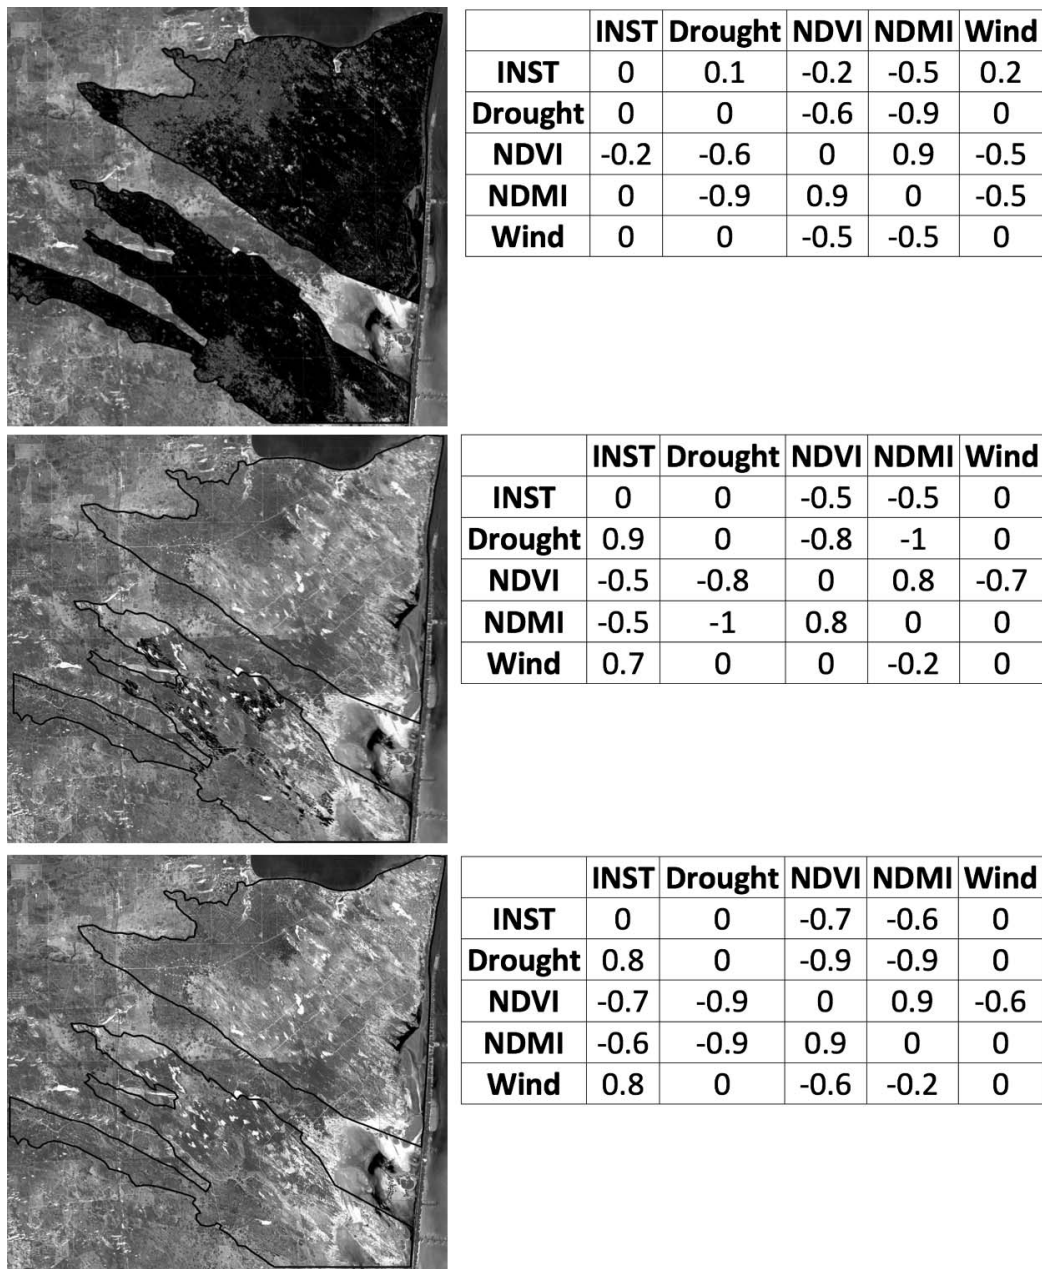 INST Drought NDVI NDMI Wind
INST 0 0.1 -0.2 -0.5 0.2
Drought 0 0 -0.6 -0.9 0
NDVI -0.2 -0.6 0 0.9 -0.5
NDMI 0 -0.9 0.9 0 -0.5
Wind 0 0 -0.5 -0.5 0
INST Drought NDVI NDMI Wind
INST 0 0 -0.5 -0.5 0
Drought 0.9 0 -0.8 -1 0
NDVI -0.5 -0.8 0 0.8 -0.7
NDMI -0.5 -1 0.8 0 0
Wind 0.7 0 0 -0.2 0
INST Drought NDVI NDMI Wind
INST 0 0 -0.7 -0.6 0
Drought 0.8 0 -0.9 -0.9 0
NDVI -0.7 -0.9 0 0.9 -0.6
NDMI -0.6 -0.9 0.9 0 0
Wind 0.8 0 -0.6 -0.2 0